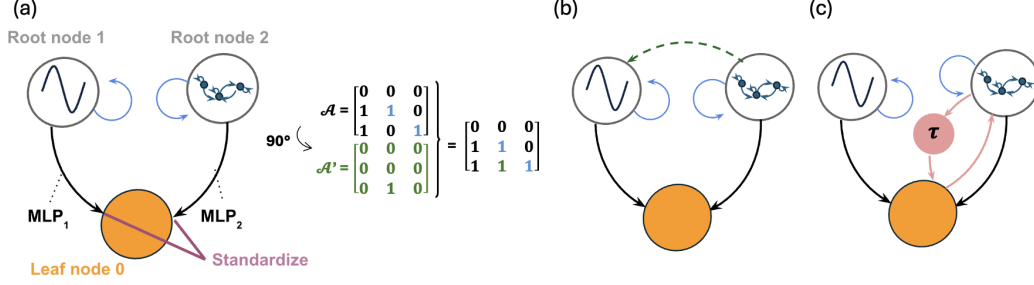 (a)
(b)
(c)
Root node 1
Root node 2
0 0 0
𝒜 = 1 1 0
1 0 1
90°
0 0 0
𝒜' = 0 0 0
0 1 0
=
0 0 0
1 1 0
1 1 1
τ
MLP₁
MLP₂
Standardize
Leaf node 0